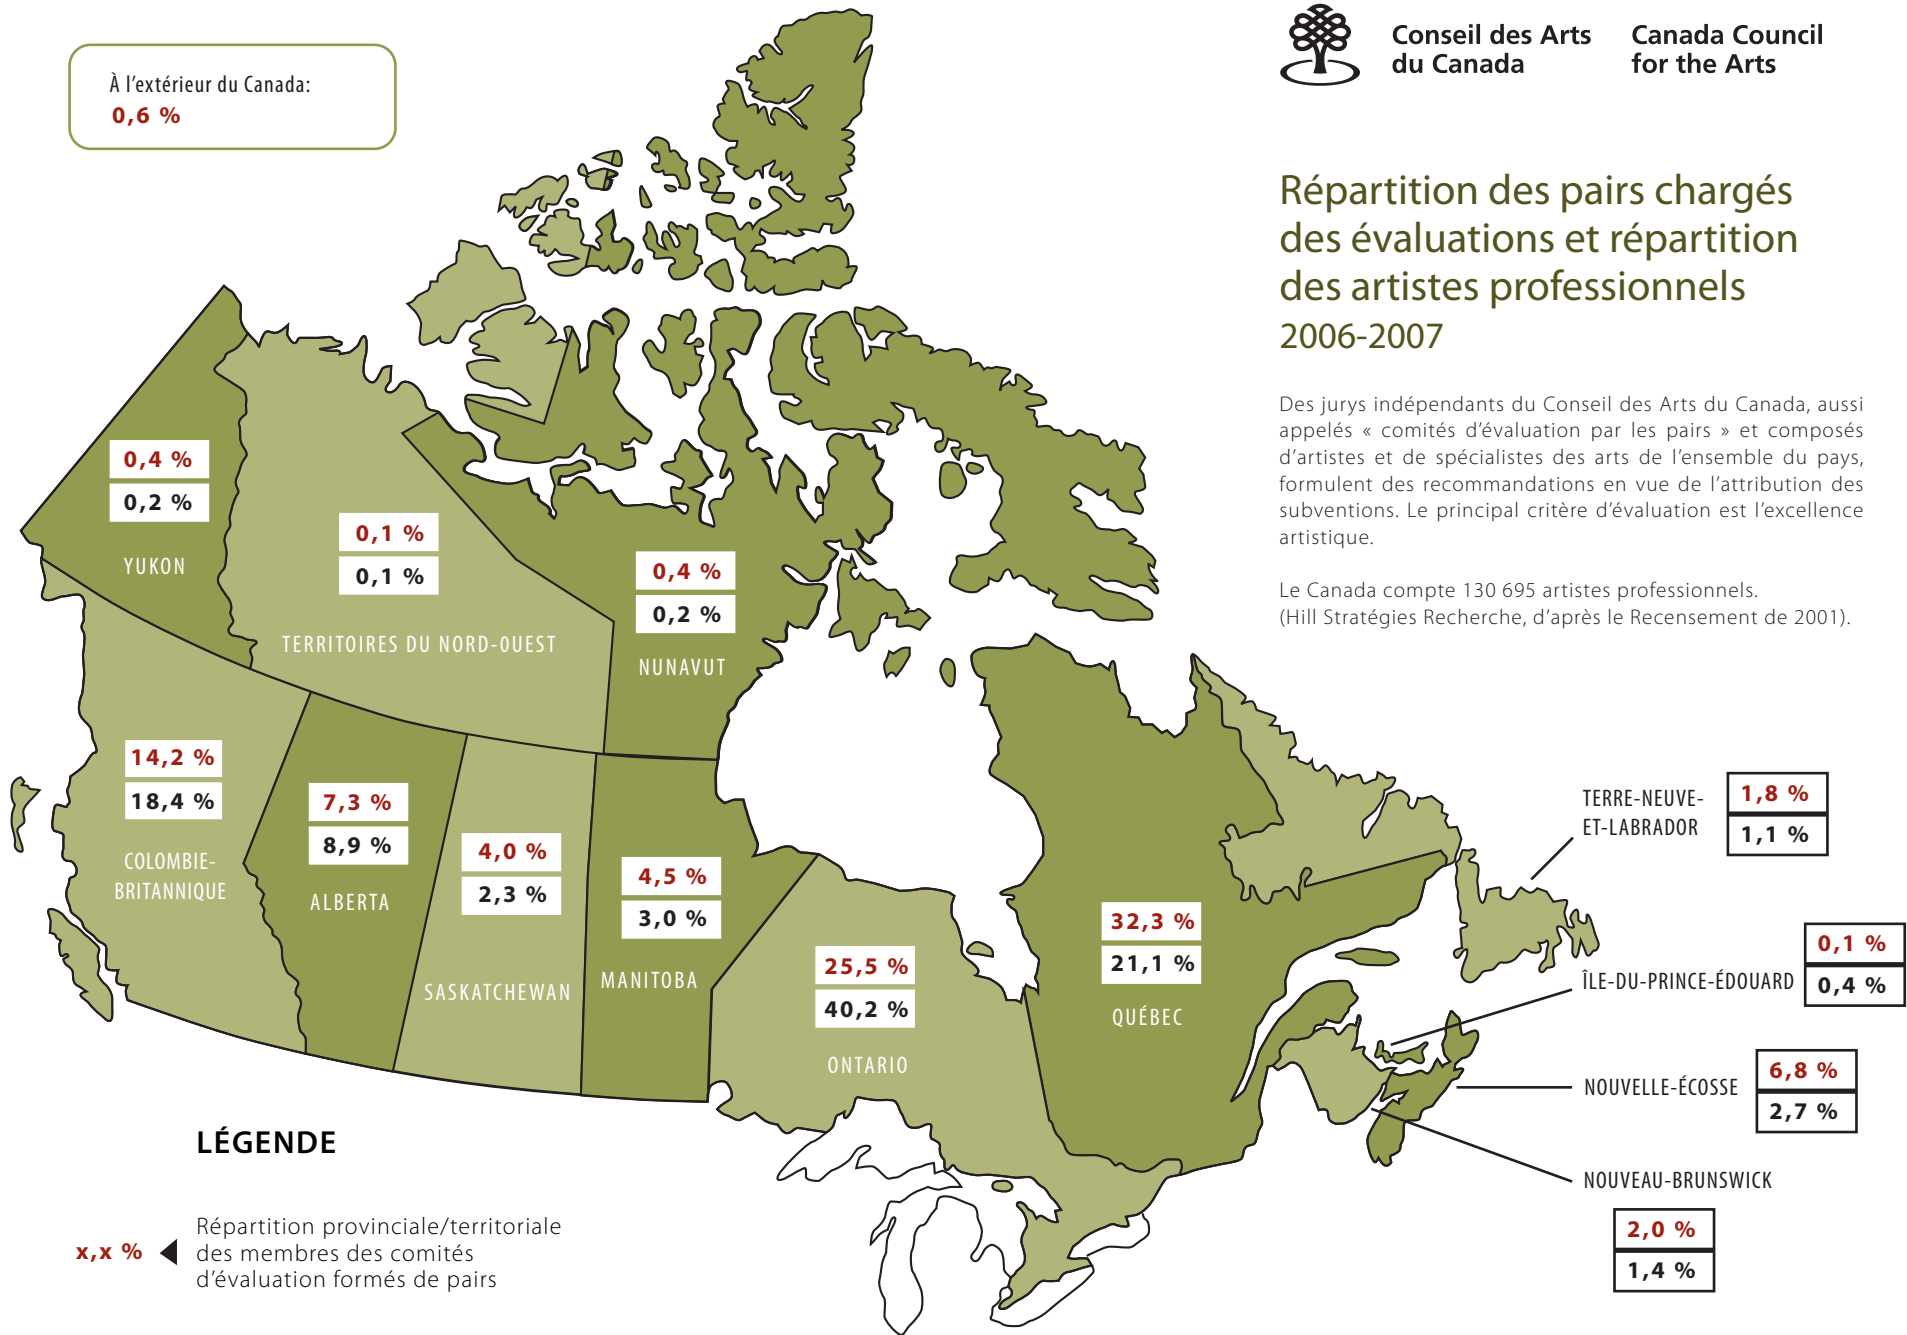 À l'extérieur du Canada:
0,6 %
Conseil des Arts
du Canada
Canada Council
for the Arts
Répartition des pairs chargés
des évaluations et répartition
des artistes professionnels
2006-2007
Des jurys indépendants du Conseil des Arts du Canada, aussi
appelés « comités d'évaluation par les pairs » et composés
d'artistes et de spécialistes des arts de l'ensemble du pays,
formulent des recommandations en vue de l'attribution des
subventions. Le principal critère d'évaluation est l'excellence
artistique.
Le Canada compte 130 695 artistes professionnels.
(Hill Stratégies Recherche, d'après le Recensement de 2001).
0,4 %
0,2 %
YUKON
0,1 %
0,1 %
TERRITOIRES DU NORD-OUEST
0,4 %
0,2 %
NUNAVUT
14,2 %
18,4 %
COLOMBIE-
BRITANNIQUE
7,3 %
8,9 %
ALBERTA
4,0 %
2,3 %
SASKATCHEWAN
4,5 %
3,0 %
MANITOBA
25,5 %
40,2 %
ONTARIO
32,3 %
21,1 %
QUÉBEC
TERRE-NEUVE-
ET-LABRADOR
1,8 %
1,1 %
ÎLE-DU-PRINCE-ÉDOUARD
0,1 %
0,4 %
NOUVELLE-ÉCOSSE
6,8 %
2,7 %
NOUVEAU-BRUNSWICK
2,0 %
1,4 %
LÉGENDE
x,x %
Répartition provinciale/territoriale
des membres des comités
d'évaluation formés de pairs